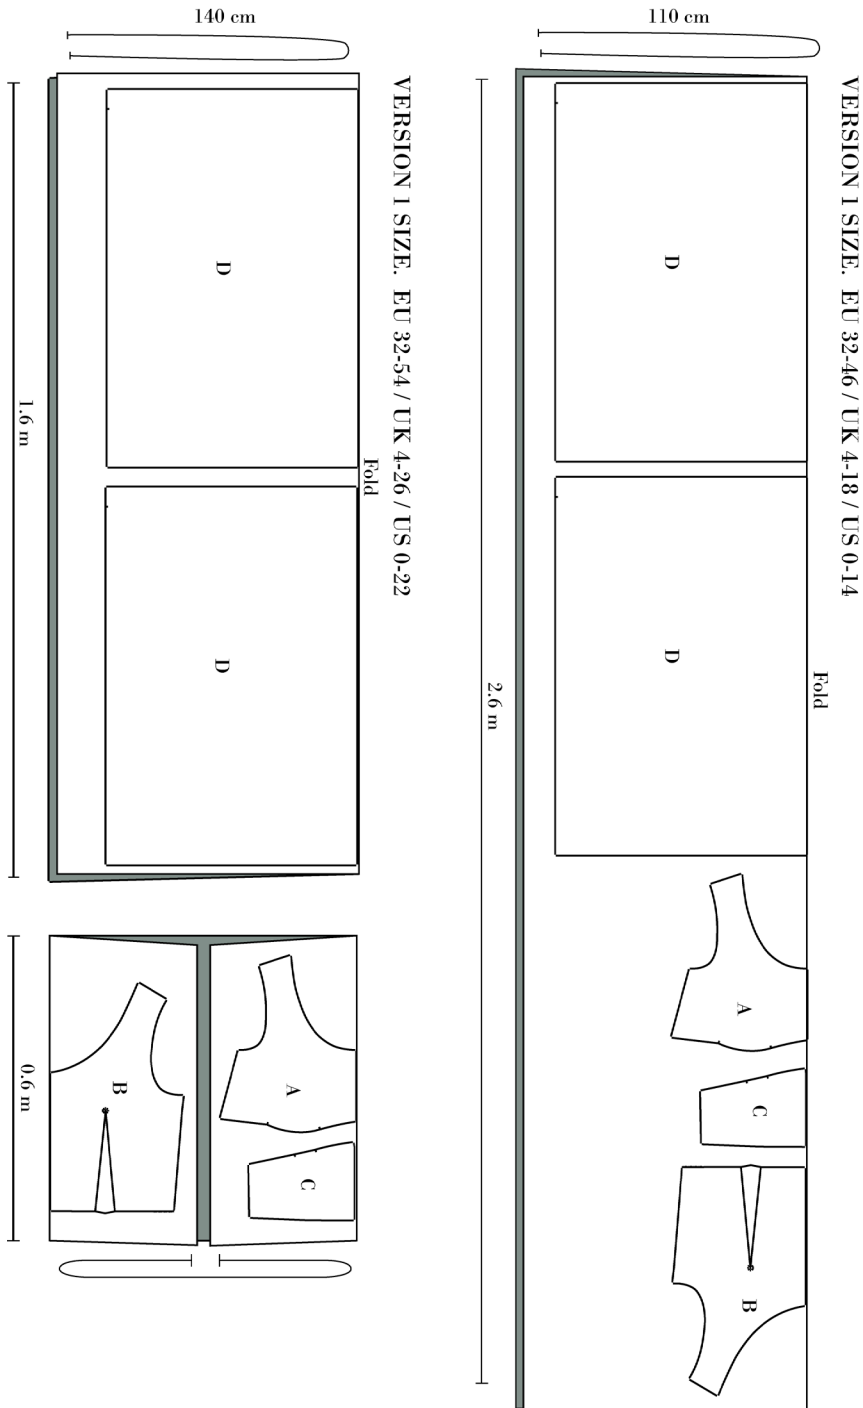 140 cm
110 cm
VERSION 1 SIZE. EU 32-46 / UK 4-18 / US 0-14
Fold
D
D
A
C
B
2.6 m
VERSION 1 SIZE. EU 32-54 / UK 4-26 / US 0-22
Fold
D
D
1.6 m
A
B
C
0.6 m